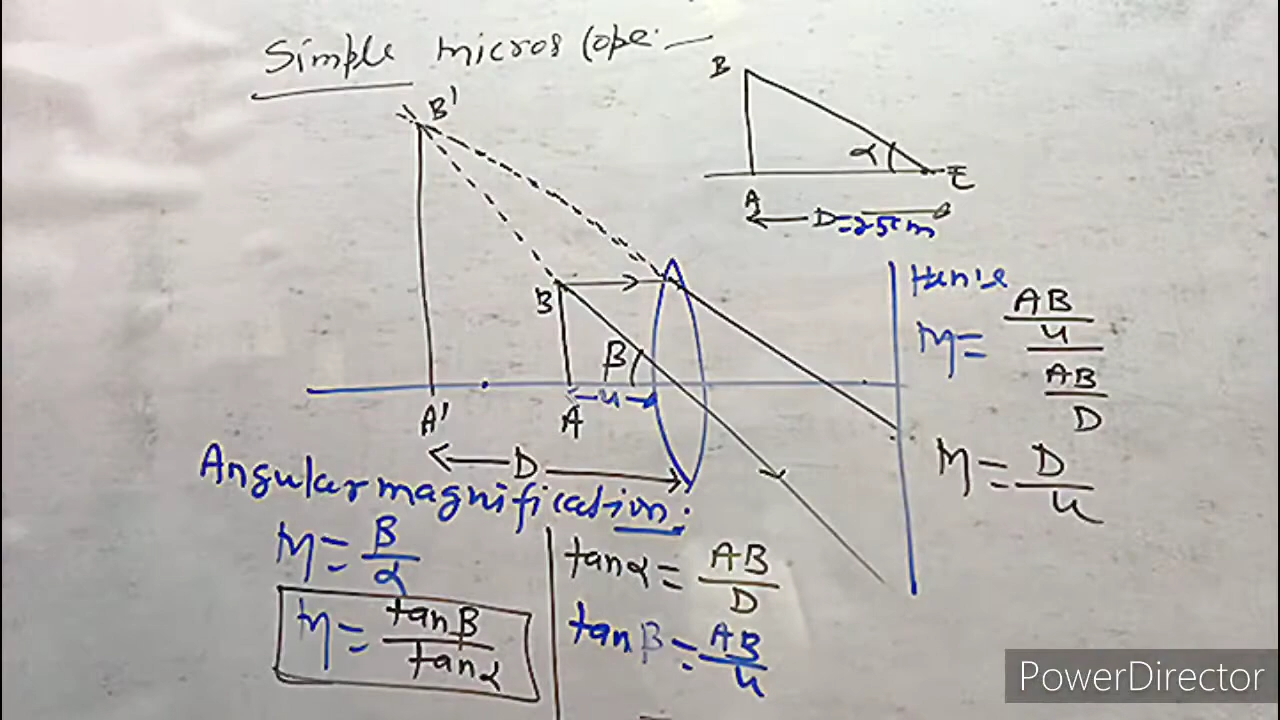 Simple microscope
B'
B
α
E
A
D=25cm
B
β
u
A'
A
D
Hence
M = AB/u / AB/D
M = D/u
Angular magnification:
M = β/α
M = tanβ/tanα
tanα = AB/D
tanβ = AB/u
PowerDirector